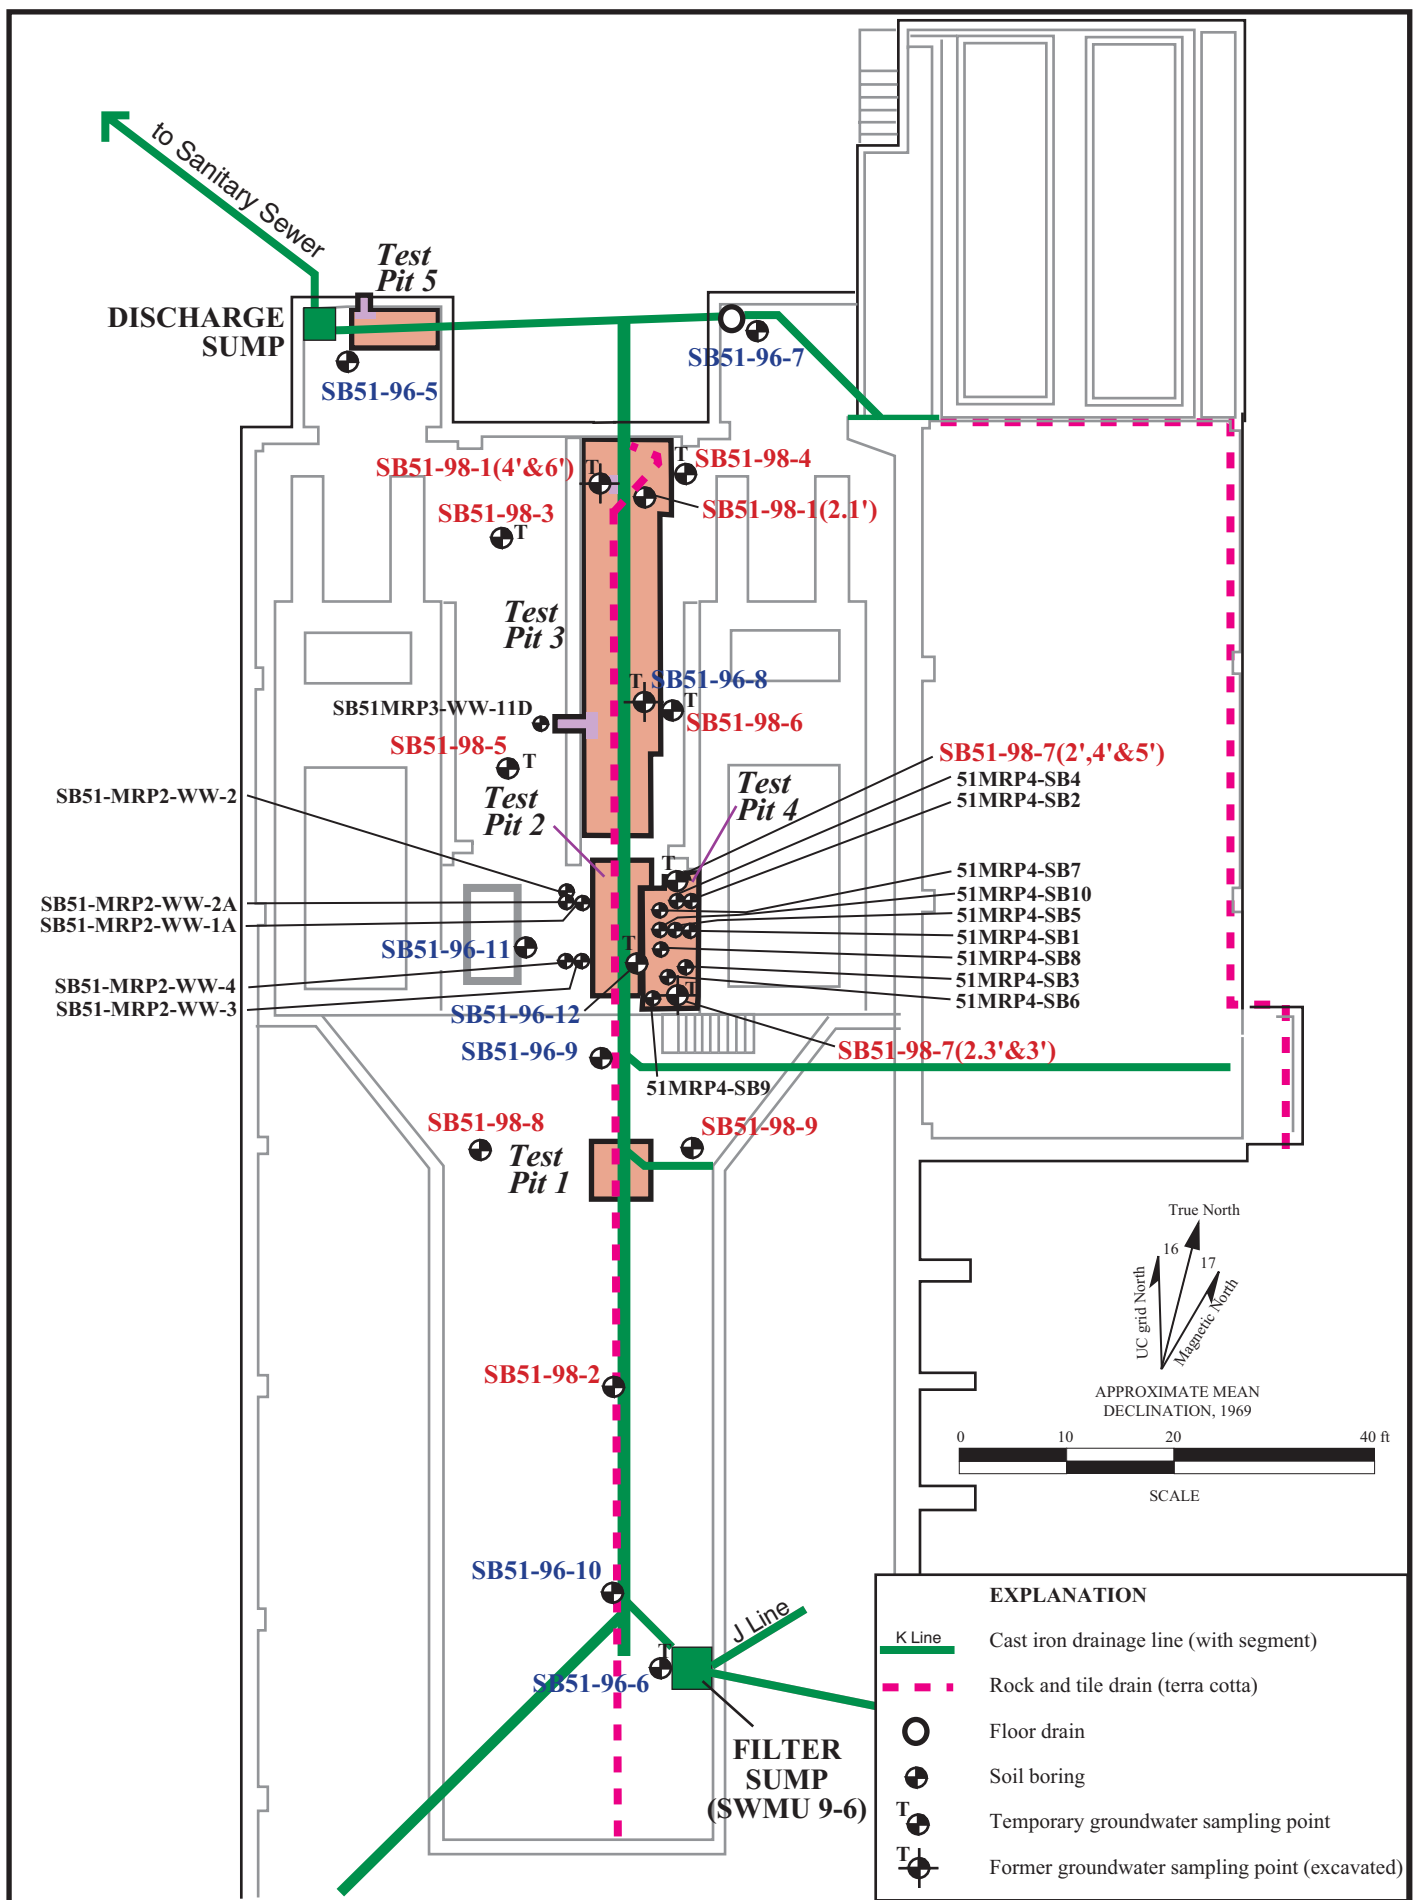 to Sanitary Sewer
Test
Pit 5
DISCHARGE
SUMP
SB51-96-7
SB51-96-5
T
SB51-98-1(4'&6')
T
SB51-98-4
SB51-98-1(2.1')
SB51-98-3
T
Test
Pit 3
T
SB51-96-8
T
SB51-98-6
SB51MRP3-WW-11D
SB51-98-5
T
SB51-98-7(2',4'&5')
51MRP4-SB4
51MRP4-SB2
Test
Pit 4
SB51-MRP2-WW-2
Test
Pit 2
T
51MRP4-SB7
51MRP4-SB10
51MRP4-SB5
51MRP4-SB1
51MRP4-SB8
51MRP4-SB3
51MRP4-SB6
SB51-MRP2-WW-2A
SB51-MRP2-WW-1A
SB51-96-11
T
SB51-MRP2-WW-4
SB51-MRP2-WW-3
T
SB51-96-12
SB51-96-9
SB51-98-7(2.3'&3')
51MRP4-SB9
SB51-98-8
SB51-98-9
Test
Pit 1
True North
16
17
UC grid North
Magnetic North
APPROXIMATE MEAN
DECLINATION, 1969
SB51-98-2
0 10 20 40 ft
SCALE
SB51-96-10
J Line
T
SB51-96-6
FILTER
SUMP
(SWMU 9-6)
EXPLANATION
K Line Cast iron drainage line (with segment)
Rock and tile drain (terra cotta)
Floor drain
Soil boring
T Temporary groundwater sampling point
T Former groundwater sampling point (excavated)